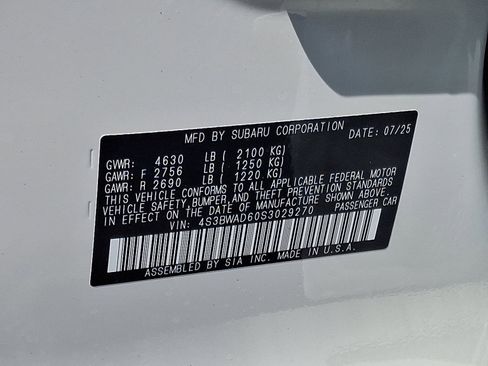 MFD BY SUBARU CORPORATION DATE: 07/25
GVWR: 4630 LB ( 2100 KG)
GAWR: F 2756 LB ( 1250 KG)
GAWR: R 2690 LB ( 1220 KG)
THIS VEHICLE CONFORMS TO ALL APPLICABLE FEDERAL MOTOR
VEHICLE SAFETY,BUMPER,AND THEFT PREVENTION STANDARDS
IN EFFECT ON THE DATE OF MANUFACTURE SHOWN ABOVE.
VIN: 4S3BWAD60S3029270 PASSENGER CAR
ASSEMBLED BY SIA INC. MADE IN U.S.A.